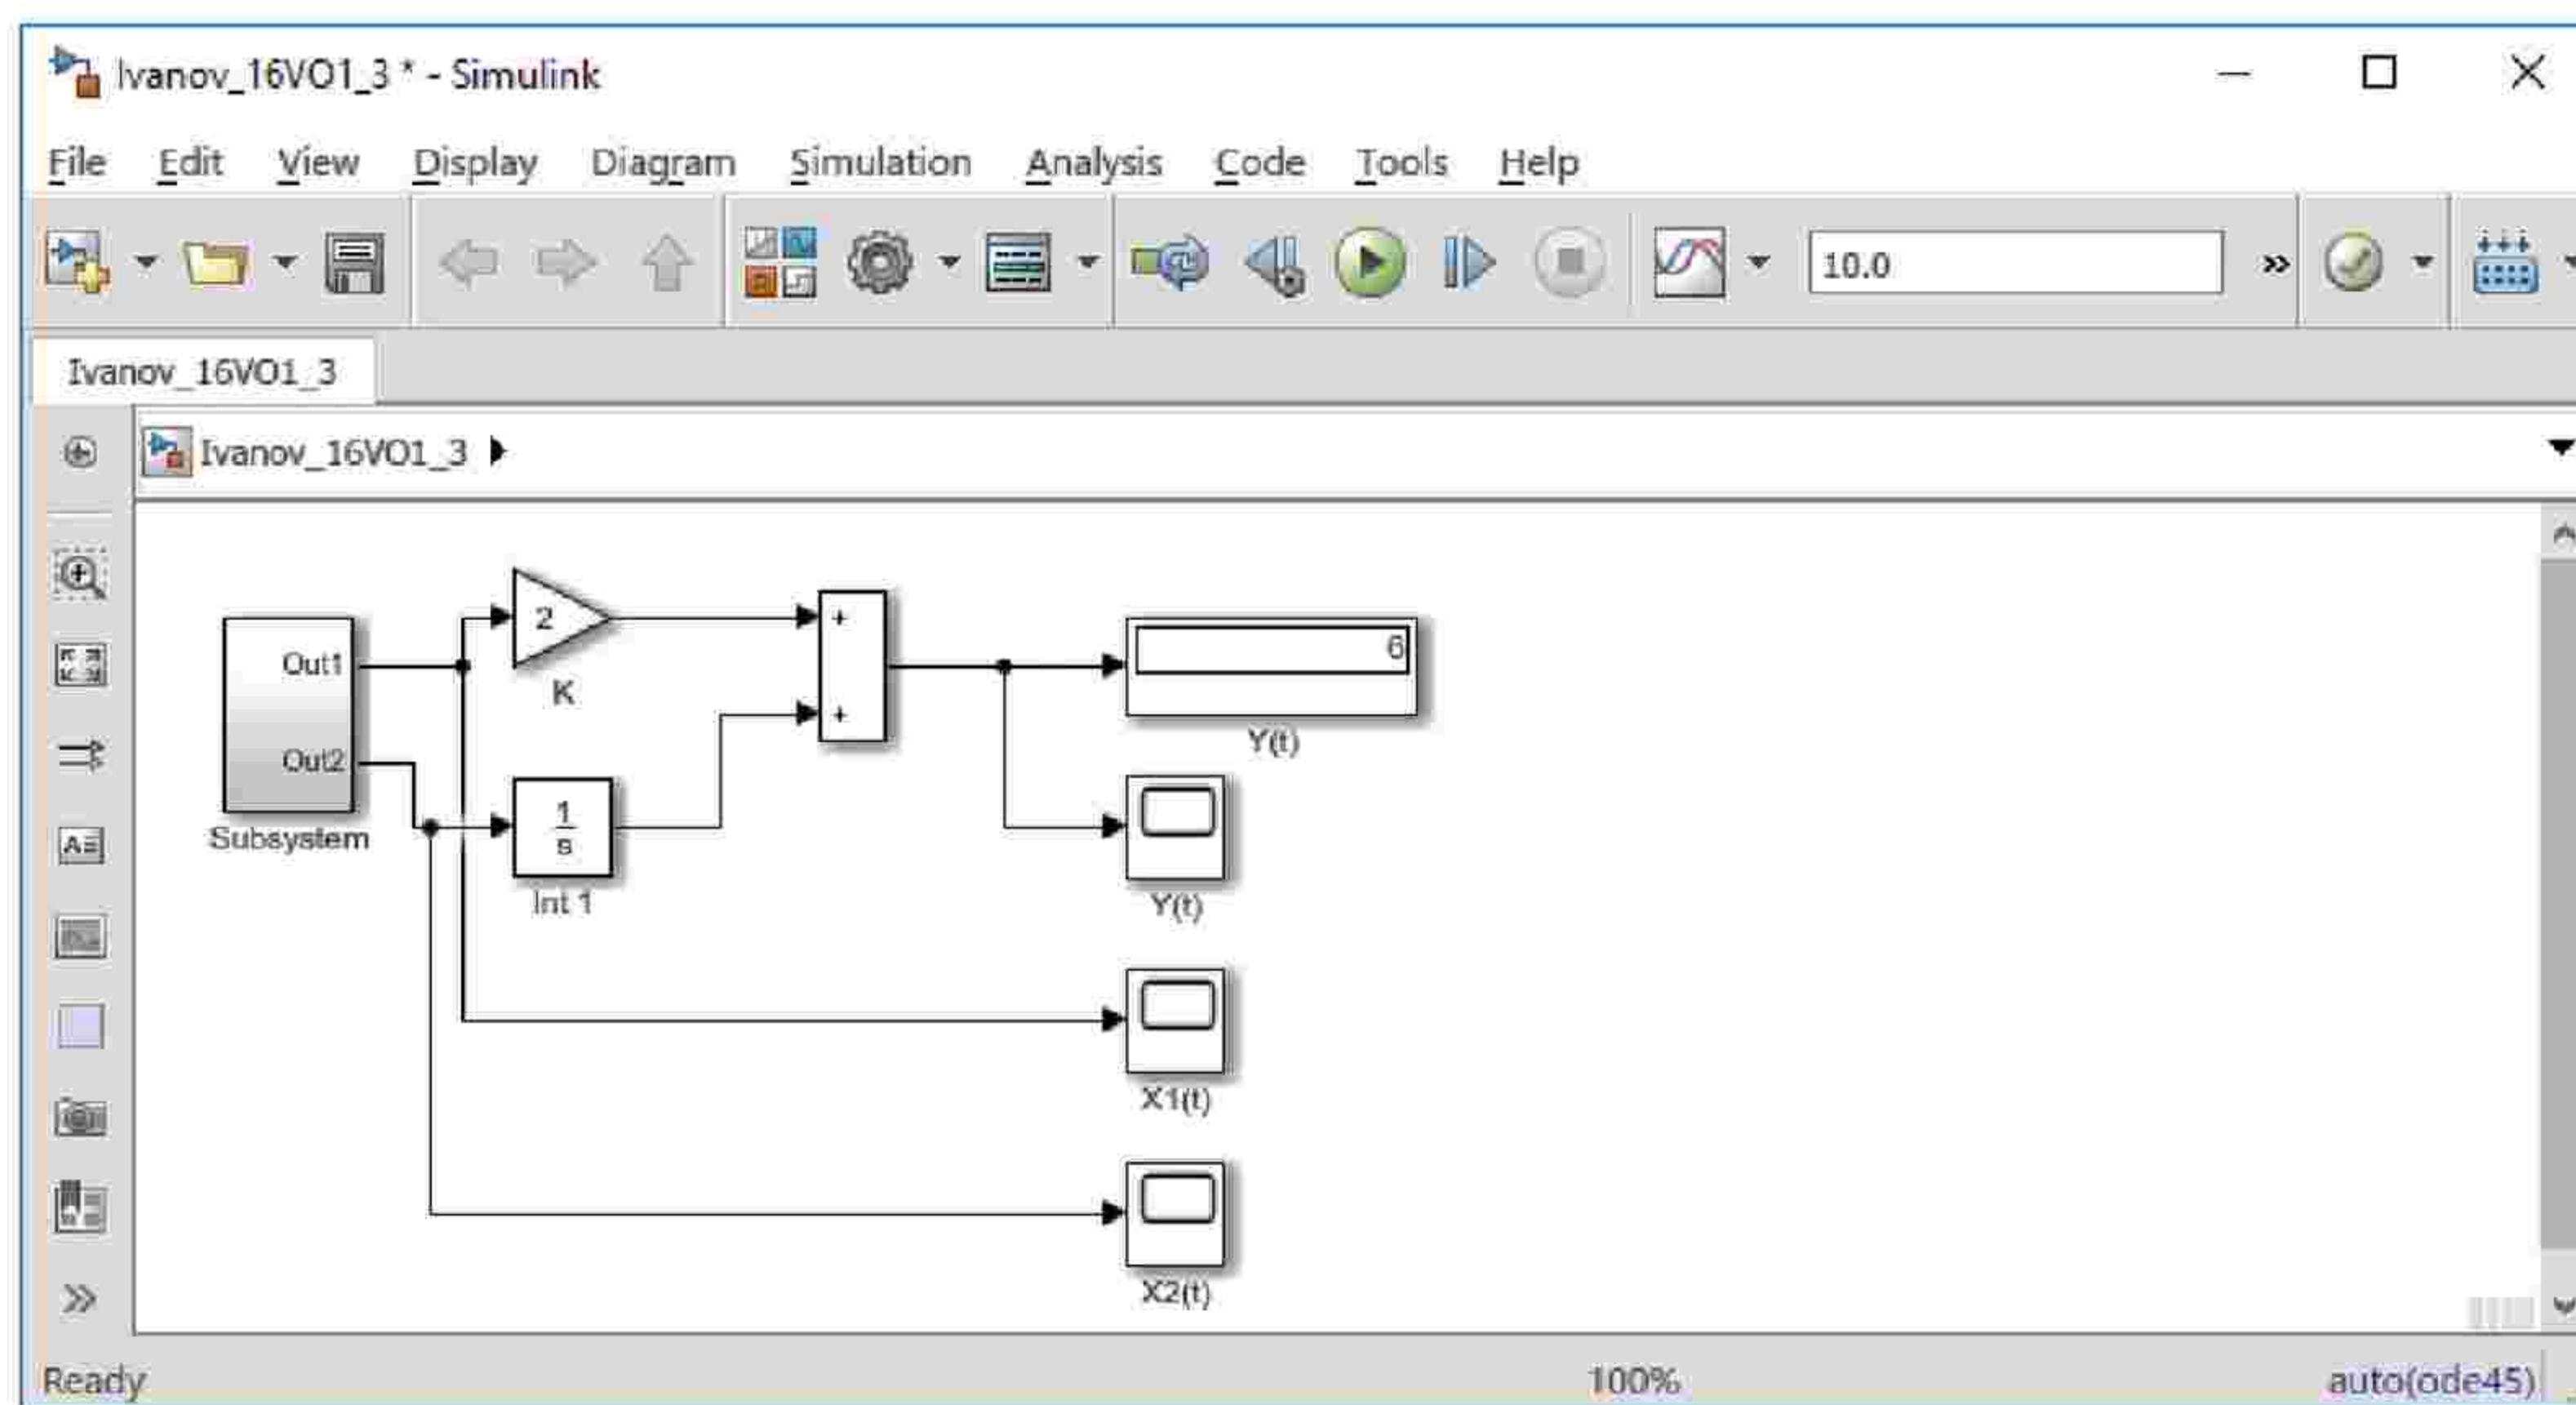 Ivanov_16VO1_3 * - Simulink
File Edit View Display Diagram Simulation Analysis Code Tools Help
10.0
Ivanov_16VO1_3
Ivanov_16VO1_3
2
K
+
+
Out1
Out2
Subsystem
1
s
Int 1
6
Y(t)
Y(t)
X1(t)
X2(t)
Ready 100% auto(ode45)